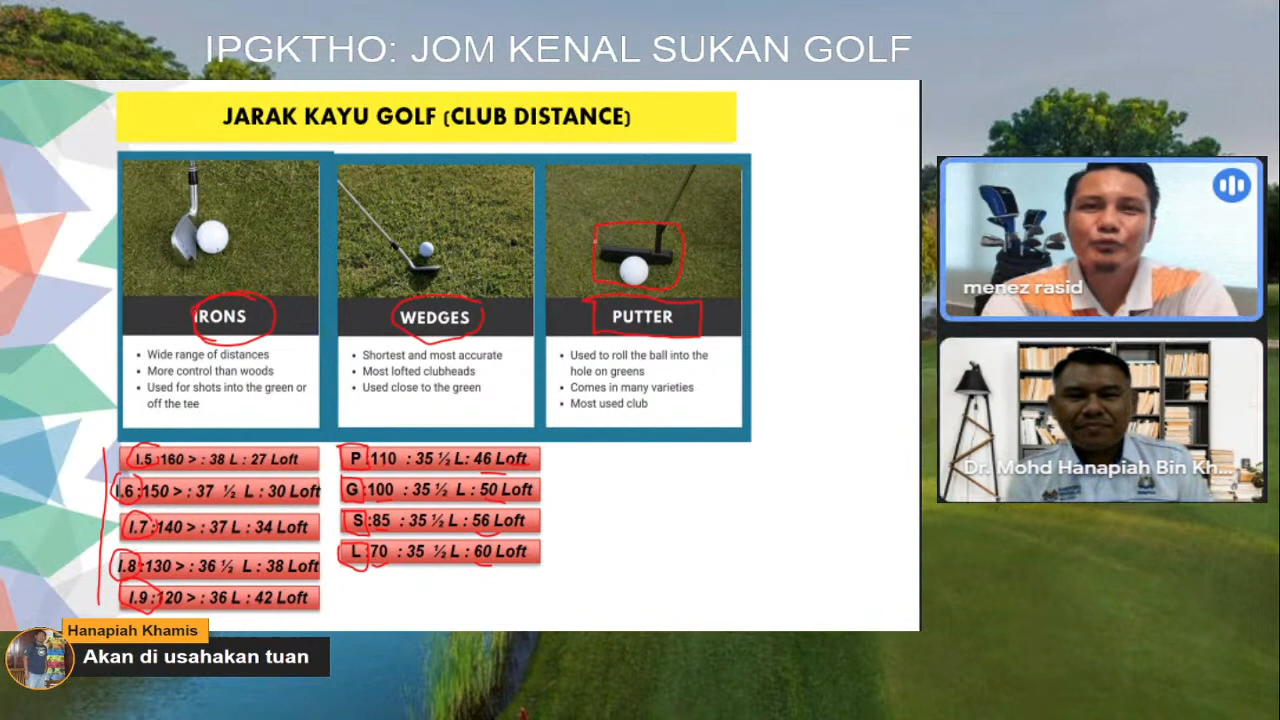 IPGKTHO: JOM KENAL SUKAN GOLF
JARAK KAYU GOLF (CLUB DISTANCE)
IRONS
• Wide range of distances
• More control than woods
• Used for shots into the green or
off the tee
WEDGES
• Shortest and most accurate
• Most lofted clubheads
• Used close to the green
PUTTER
• Used to roll the ball into the
hole on greens
• Comes in many varieties
• Most used club
I.5 :160 > : 38 L : 27 Loft
I.6 :150 > : 37 ½ L : 30 Loft
I.7 :140 > : 37 L : 34 Loft
I.8 :130 > : 36 ½ L : 38 Loft
I.9 :120 > : 36 L : 42 Loft
P :110 : 35 ½ L : 46 Loft
G :100 : 35 ½ L : 50 Loft
S :85 : 35 ½ L : 56 Loft
L :70 : 35 ½ L : 60 Loft
menez rasid
Dr. Mohd Hanapiah Bin Kh...
Hanapiah Khamis
Akan di usahakan tuan